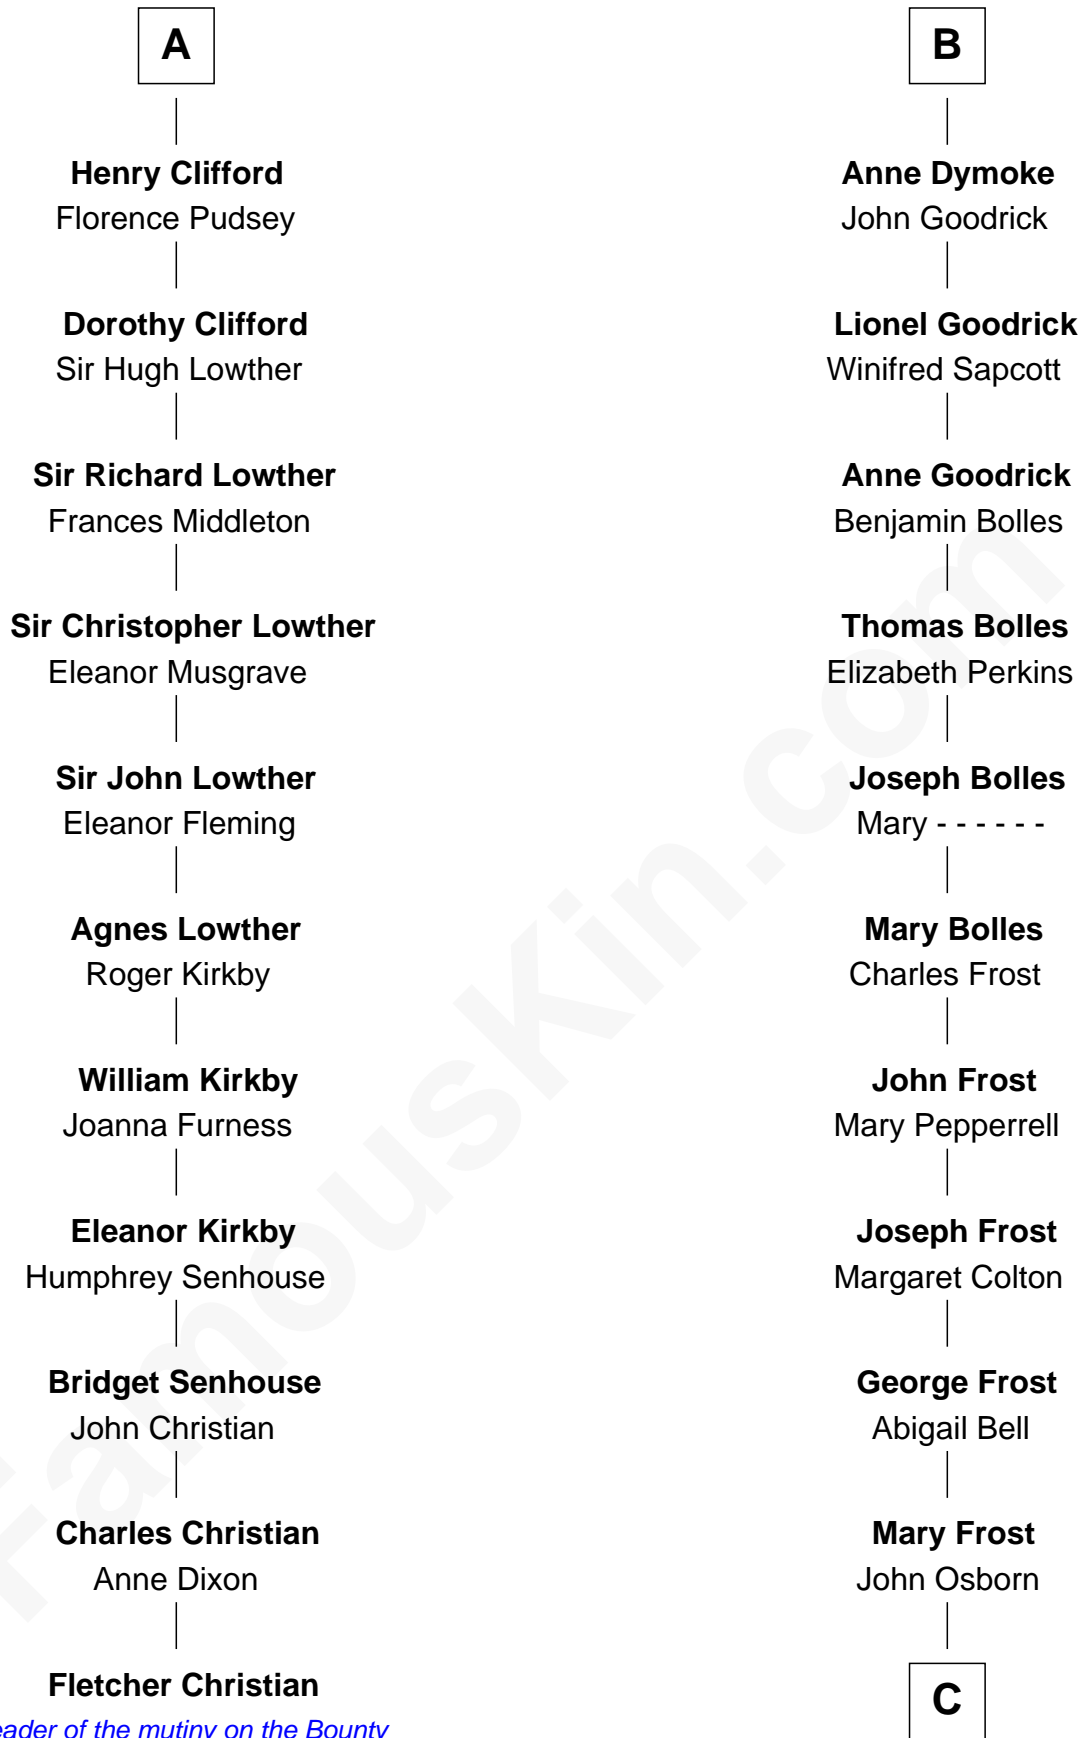 A
Henry Clifford
Florence Pudsey
Dorothy Clifford
Sir Hugh Lowther
Sir Richard Lowther
Frances Middleton
Sir Christopher Lowther
Eleanor Musgrave
Sir John Lowther
Eleanor Fleming
Agnes Lowther
Roger Kirkby
William Kirkby
Joanna Furness
Eleanor Kirkby
Humphrey Senhouse
Bridget Senhouse
John Christian
Charles Christian
Anne Dixon
Fletcher Christian
eader of the mutiny on the Bounty
B
Anne Dymoke
John Goodrick
Lionel Goodrick
Winifred Sapcott
Anne Goodrick
Benjamin Bolles
Thomas Bolles
Elizabeth Perkins
Joseph Bolles
Mary - - - - - -
Mary Bolles
Charles Frost
John Frost
Mary Pepperrell
Joseph Frost
Margaret Colton
George Frost
Abigail Bell
Mary Frost
John Osborn
C
FamousKin.com